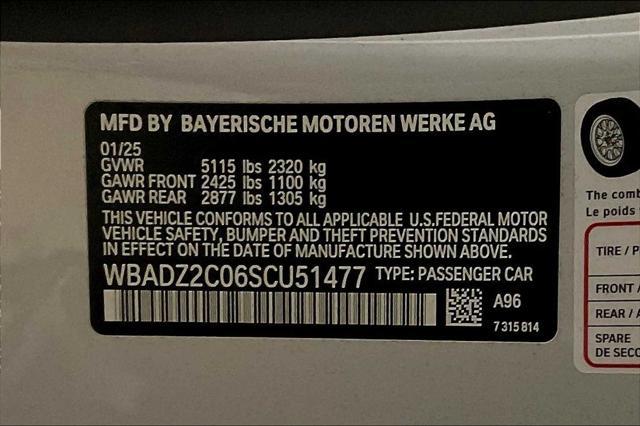 MFD BY BAYERISCHE MOTOREN WERKE AG
01/25
GVWR 5115 lbs 2320 kg
GAWR FRONT 2425 lbs 1100 kg
GAWR REAR 2877 lbs 1305 kg
THIS VEHICLE CONFORMS TO ALL APPLICABLE U.S.FEDERAL MOTOR
VEHICLE SAFETY, BUMPER AND THEFT PREVENTION STANDARDS
IN EFFECT ON THE DATE OF MANUFACTURE SHOWN ABOVE.
WBADZ2C06SCU51477 TYPE: PASSENGER CAR
A96
7 315 814
The comb
Le poids
TIRE / P
FRONT /
REAR / A
SPARE
DE SECO